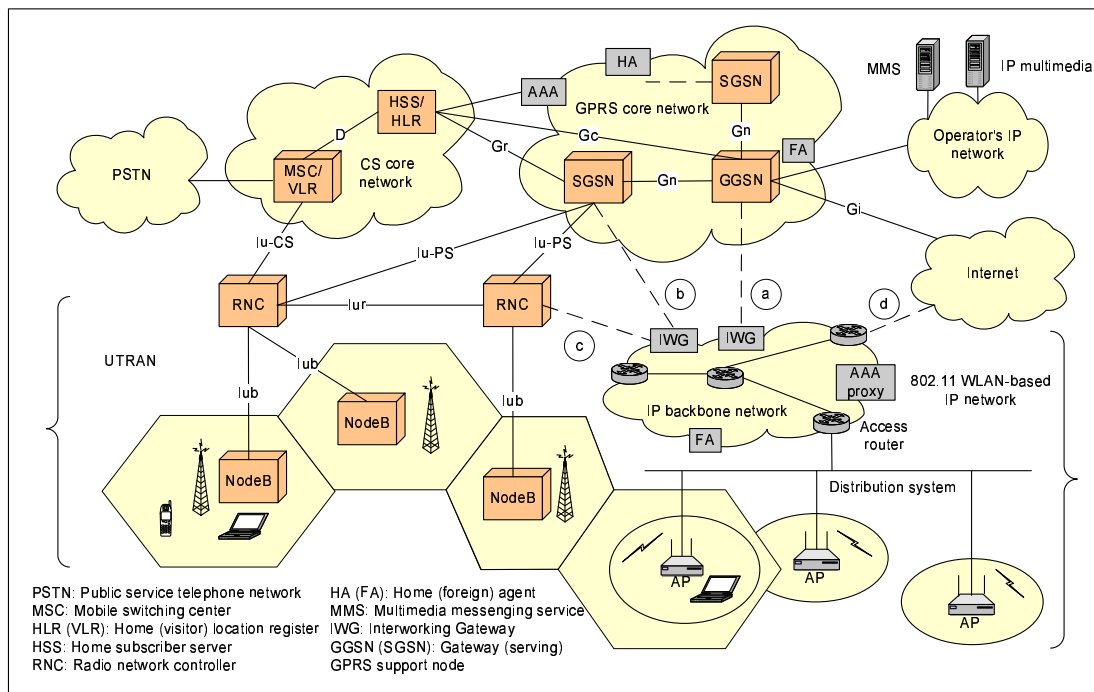 HA
MMS
IP multimedia
AAA
SGSN
HSS/
HLR
GPRS core network
D
Gc
Gn
Operator's IP
network
Gr
FA
PSTN
MSC/
VLR
CS core
network
SGSN
Gn
GGSN
Gi
Iu-CS
Iu-PS
Iu-PS
Internet
RNC
Iur
RNC
b
a
d
c
IWG
IWG
UTRAN
Iub
Iub
Iub
AAA
proxy
802.11 WLAN-based
IP network
IP backbone network
Access
router
FA
NodeB
NodeB
NodeB
Distribution system
AP
AP
AP
PSTN: Public service telephone network
MSC: Mobile switching center
HLR (VLR): Home (visitor) location register
HSS: Home subscriber server
RNC: Radio network controller
HA (FA): Home (foreign) agent
MMS: Multimedia messenging service
IWG: Interworking Gateway
GGSN (SGSN): Gateway (serving)
GPRS support node